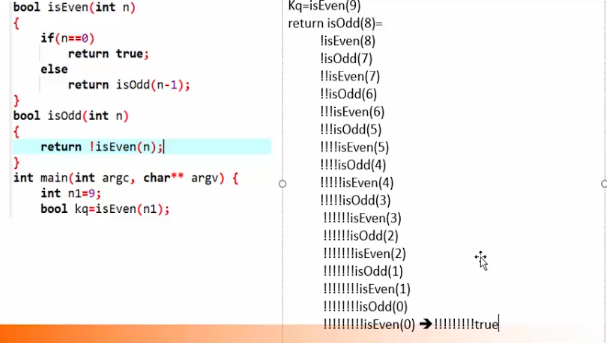 bool isEven(int n)
{
if(n==0)
return true;
else
return isOdd(n-1);
}
bool isOdd(int n)
{
return !isEven(n);
}
int main(int argc, char** argv) {
int n1=9;
bool kq=isEven(n1);
Kq=isEven(9)
return isOdd(8)=
!isEven(8)
!isOdd(7)
!!isEven(7)
!!isOdd(6)
!!!isEven(6)
!!!isOdd(5)
!!!!isEven(5)
!!!!isOdd(4)
!!!!!isEven(4)
!!!!!isOdd(3)
!!!!!!isEven(3)
!!!!!!isOdd(2)
!!!!!!!isEven(2)
!!!!!!!isOdd(1)
!!!!!!!!isEven(1)
!!!!!!!!isOdd(0)
!!!!!!!!!isEven(0) ➔!!!!!!!!!true